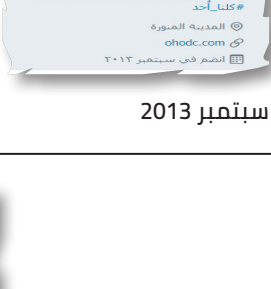 #كلنا_أحد
المدينة المنورة
ohodc.com
انضم في سبتمبر ٢٠١٣
سبتمبر 2013